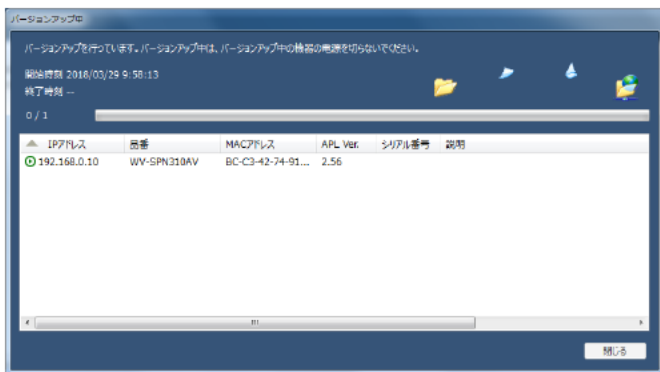 バージョンアップ中
バージョンアップを行っています。バージョンアップ中は、バージョンアップ中の機器の電源を切らないでください。
開始時刻 2018/03/29 9:58:13
終了時刻 --
0 / 1
IPアドレス 品番 MACアドレス APL Ver. シリアル番号 説明
192.168.0.10 WV-SPN310AV BC-C3-42-74-91... 2.56
閉じる